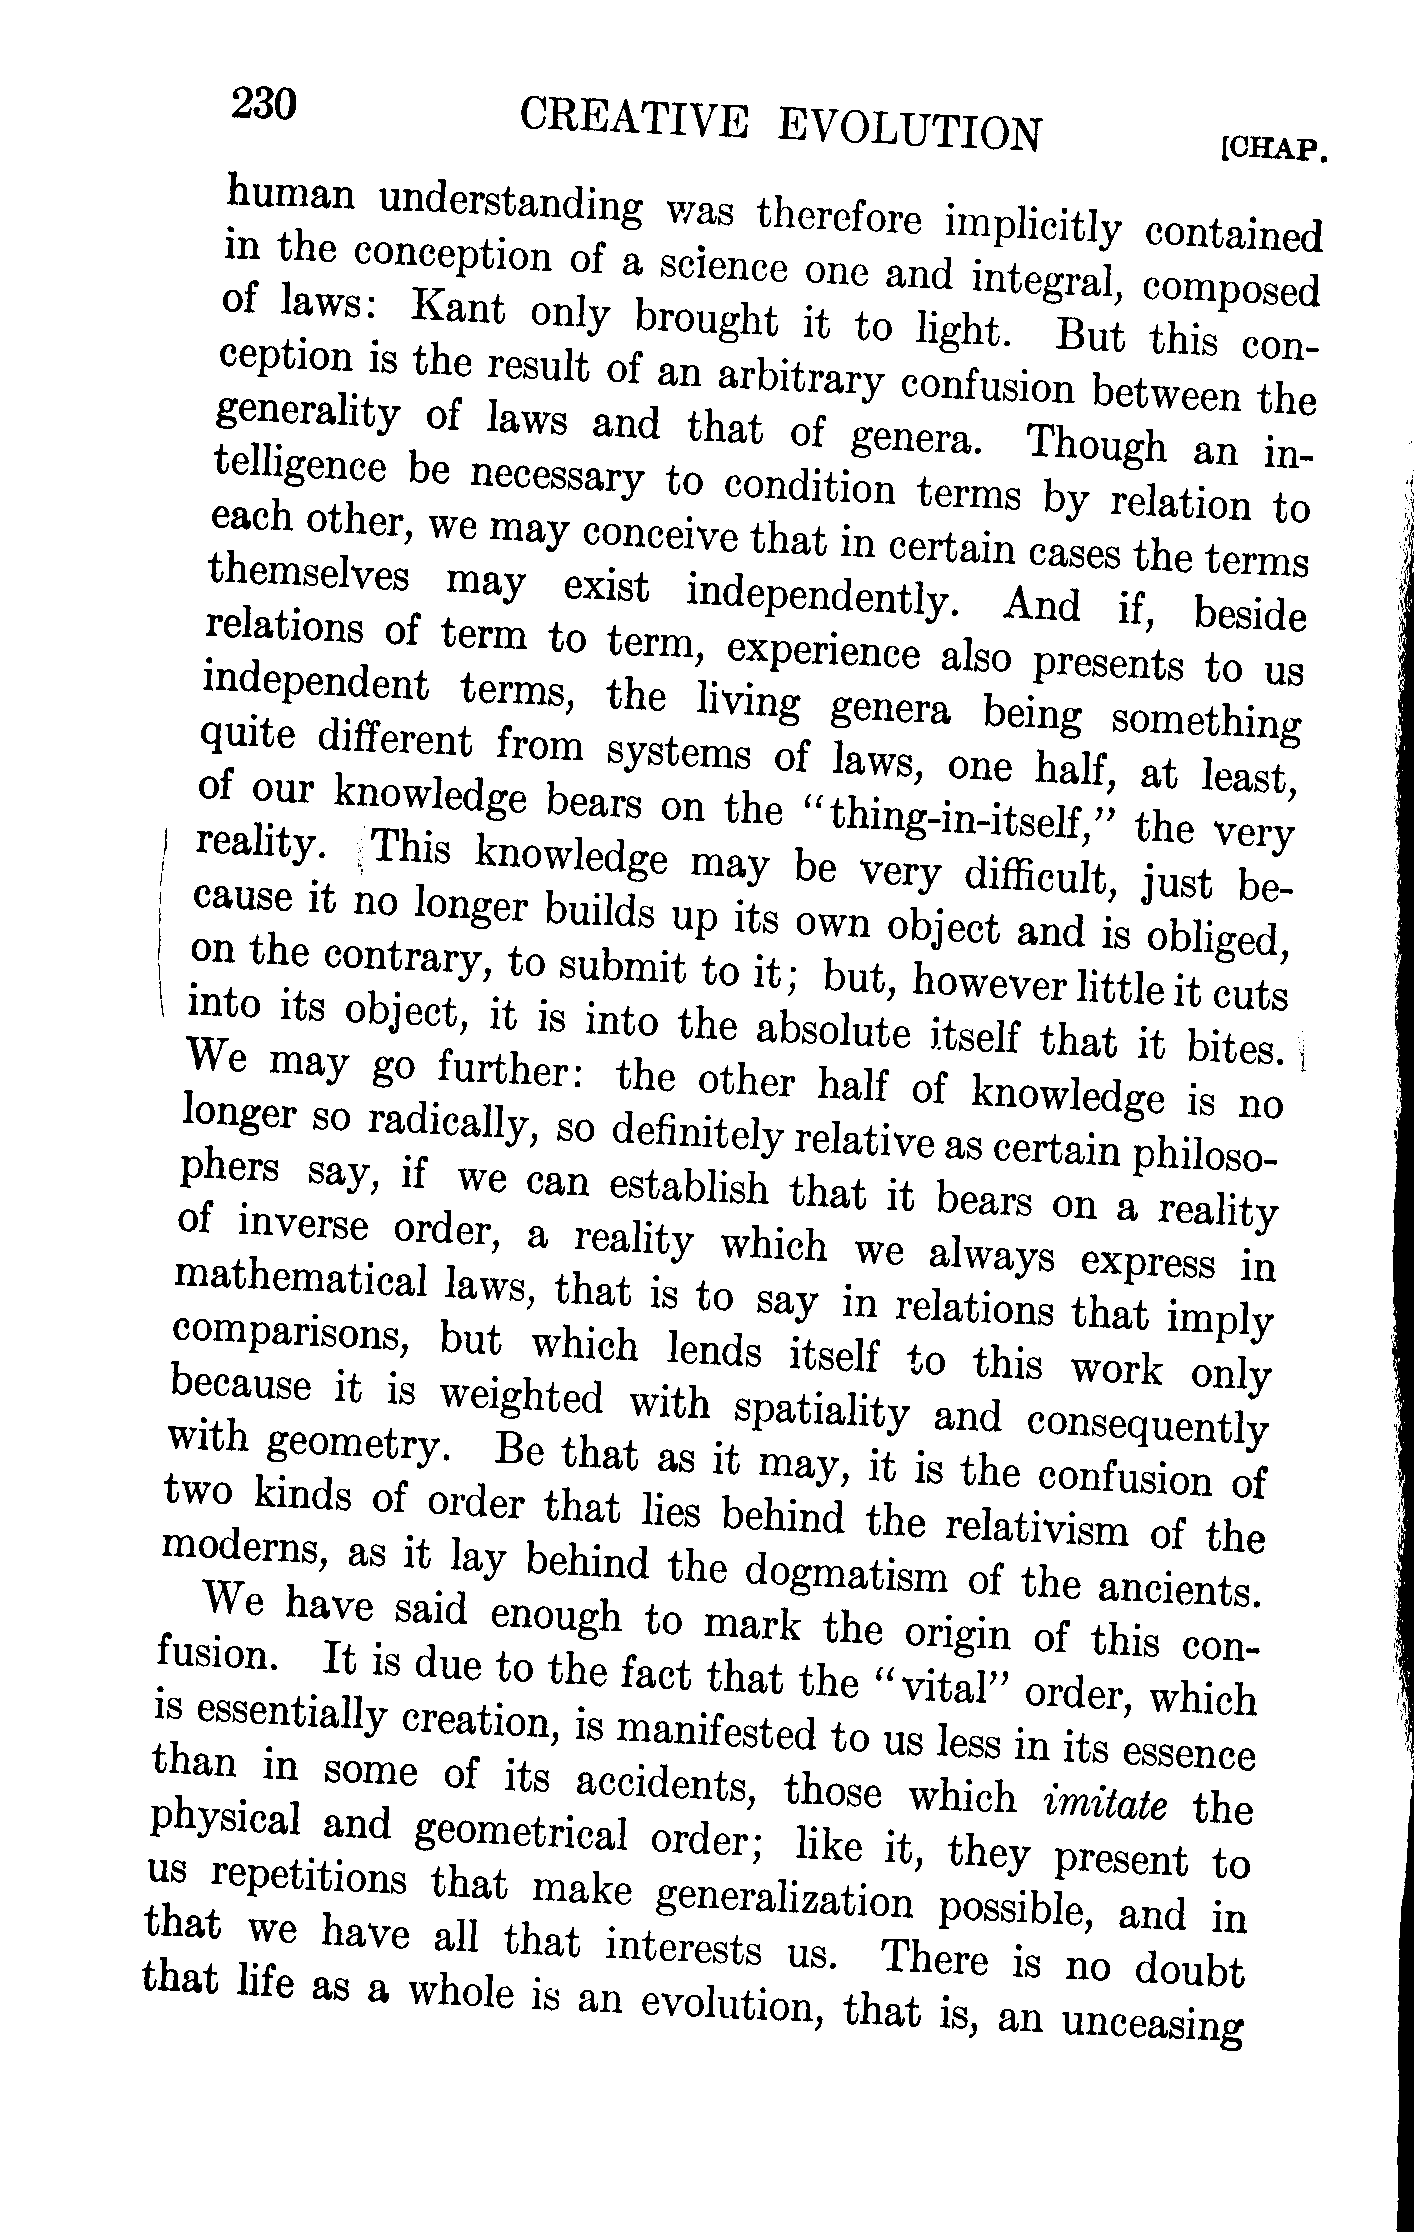 230 CREATIVE EVOLUTION [CHAP.
human understanding was therefore implicitly contained
in the conception of a science one and integral, composed
of laws: Kant only brought it to light. But this con-
ception is the result of an arbitrary confusion between the
generality of laws and that of genera. Though an in-
telligence be necessary to condition terms by relation to
each other, we may conceive that in certain cases the terms
themselves may exist independently. And if, beside
relations of term to term, experience also presents to us
independent terms, the living genera being something
quite different from systems of laws, one half, at least,
of our knowledge bears on the “thing-in-itself,” the very
reality. This knowledge may be very difficult, just be-
cause it no longer builds up its own object and is obliged,
on the contrary, to submit to it; but, however little it cuts
into its object, it is into the absolute itself that it bites.
We may go further: the other half of knowledge is no
longer so radically, so definitely relative as certain philoso-
phers say, if we can establish that it bears on a reality
of inverse order, a reality which we always express in
mathematical laws, that is to say in relations that imply
comparisons, but which lends itself to this work only
because it is weighted with spatiality and consequently
with geometry. Be that as it may, it is the confusion of
two kinds of order that lies behind the relativism of the
moderns, as it lay behind the dogmatism of the ancients.
We have said enough to mark the origin of this con-
fusion. It is due to the fact that the “vital” order, which
is essentially creation, is manifested to us less in its essence
than in some of its accidents, those which imitate the
physical and geometrical order; like it, they present to
us repetitions that make generalization possible, and in
that we have all that interests us. There is no doubt
that life as a whole is an evolution, that is, an unceasing